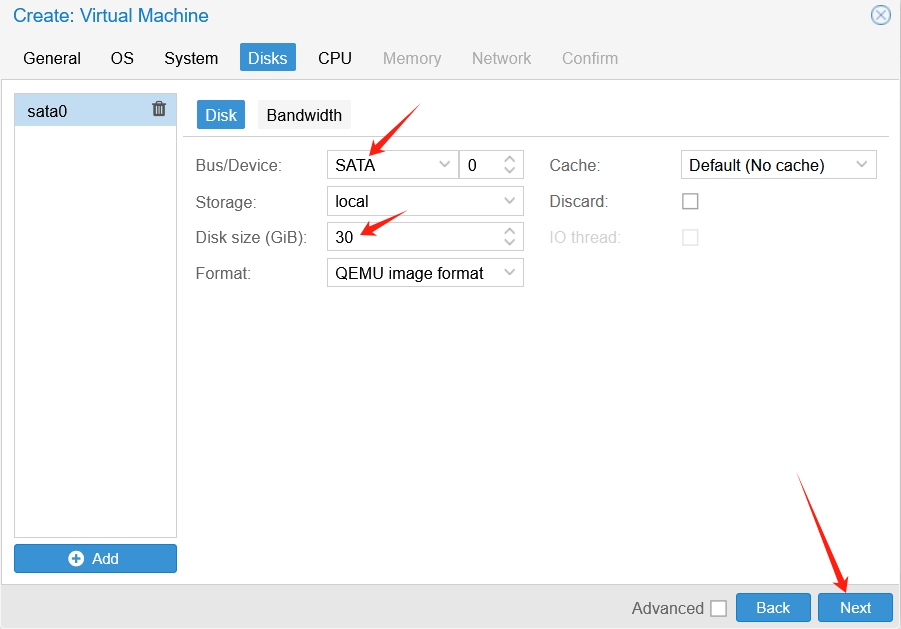 Create: Virtual Machine
General OS System Disks CPU Memory Network Confirm
sata0
Disk Bandwidth
Bus/Device: SATA 0 Cache: Default (No cache)
Storage: local Discard:
Disk size (GiB): 30 IO thread:
Format: QEMU image format
Add
Advanced Back Next